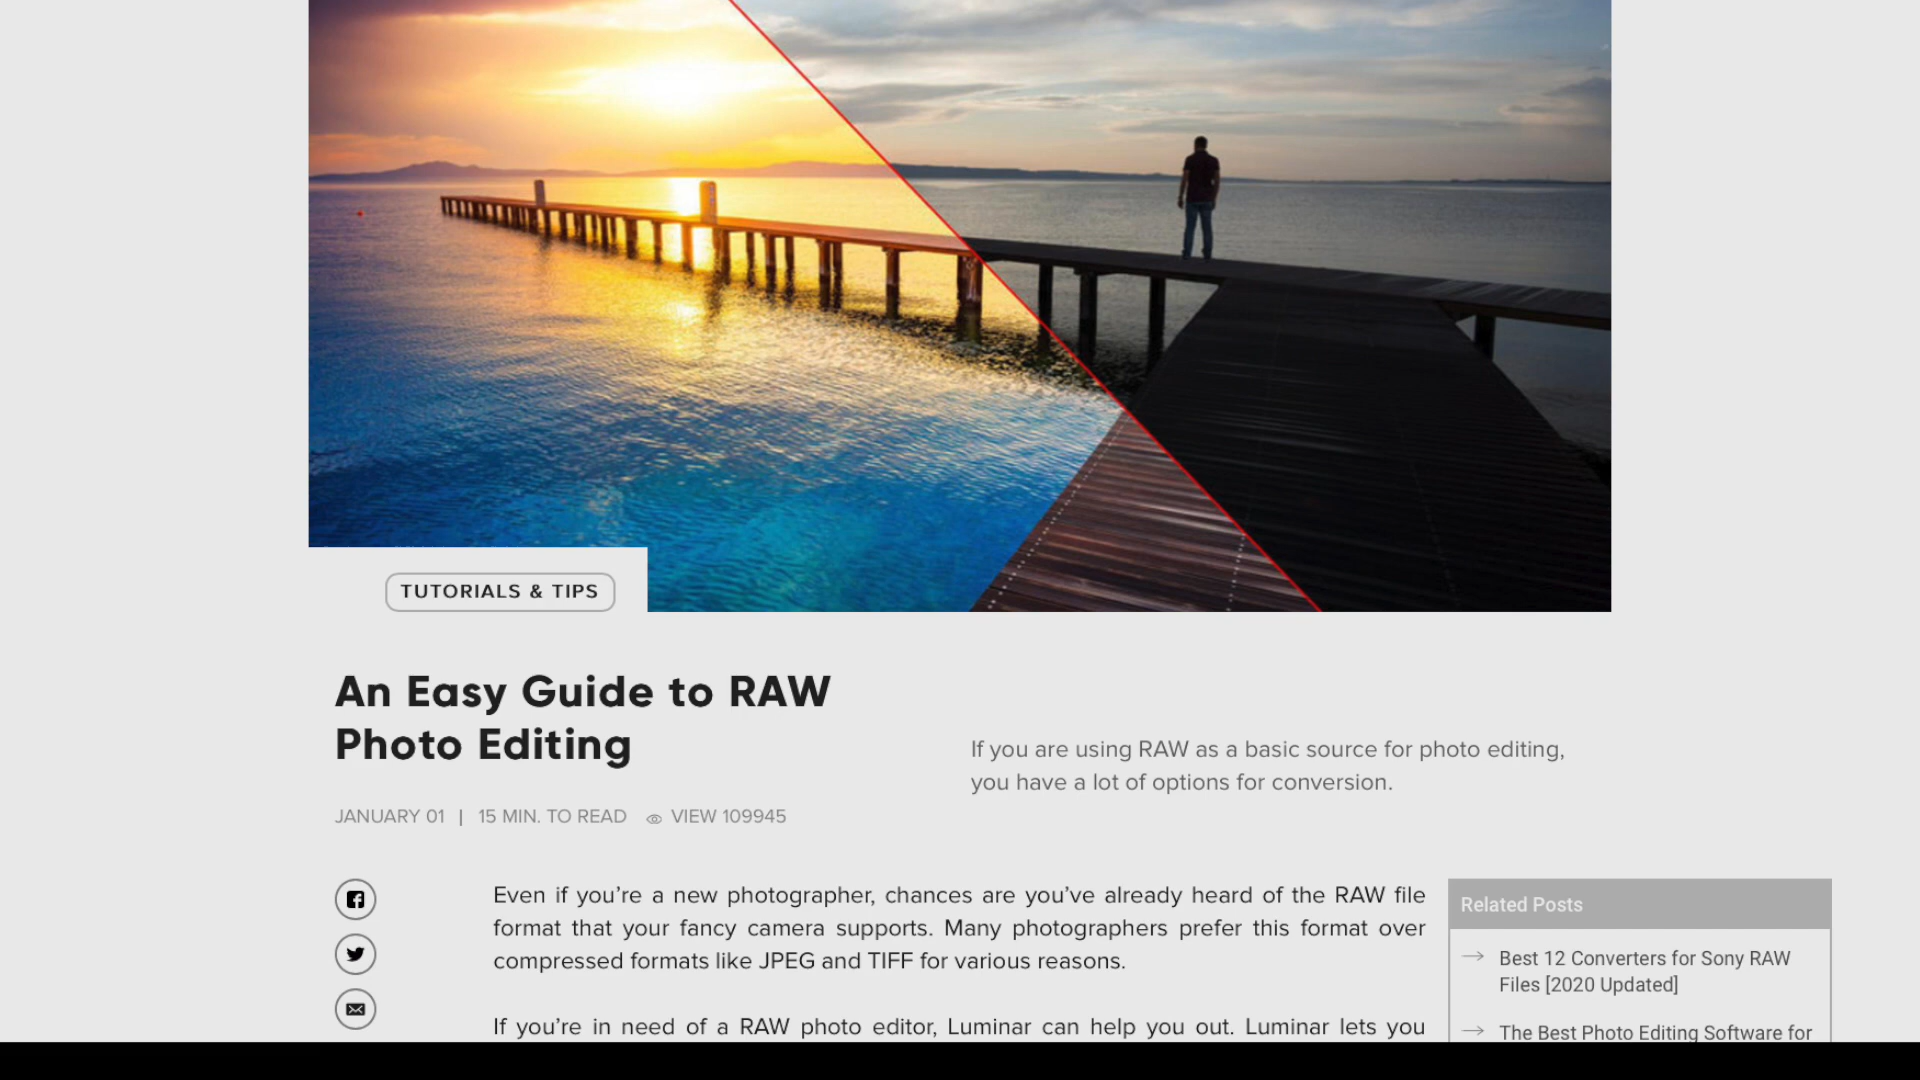 TUTORIALS & TIPS
An Easy Guide to RAW
Photo Editing
If you are using RAW as a basic source for photo editing,
you have a lot of options for conversion.
JANUARY 01 | 15 MIN. TO READ VIEW 109945
Even if you’re a new photographer, chances are you’ve already heard of the RAW file
format that your fancy camera supports. Many photographers prefer this format over
compressed formats like JPEG and TIFF for various reasons.
If you’re in need of a RAW photo editor, Luminar can help you out. Luminar lets you
Related Posts
Best 12 Converters for Sony RAW
Files [2020 Updated]
The Best Photo Editing Software for